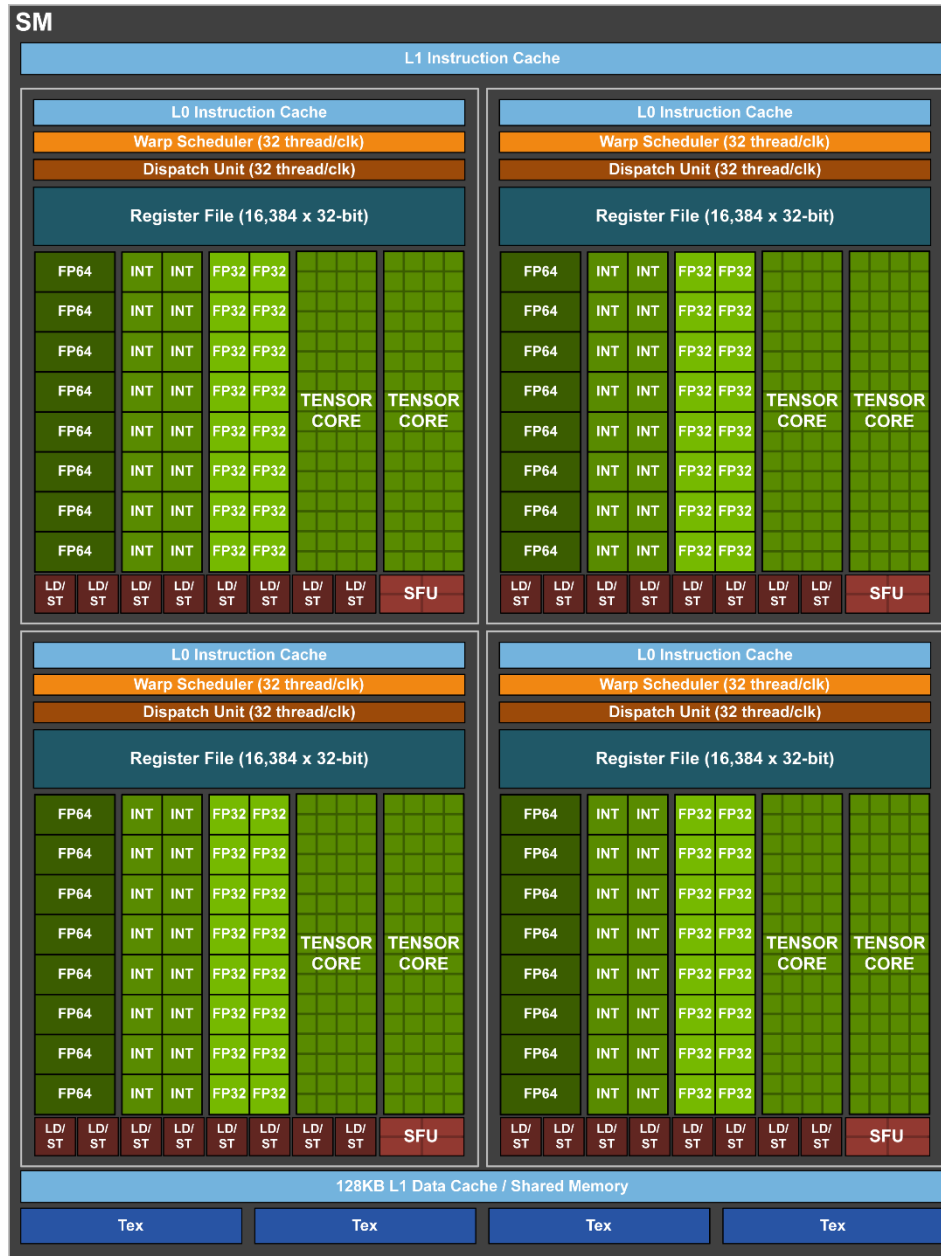 SM
L1 Instruction Cache
L0 Instruction Cache
Warp Scheduler (32 thread/clk)
Dispatch Unit (32 thread/clk)
Register File (16,384 x 32-bit)
FP64 INT INT FP32 FP32
FP64 INT INT FP32 FP32
FP64 INT INT FP32 FP32
FP64 INT INT FP32 FP32
FP64 INT INT FP32 FP32
FP64 INT INT FP32 FP32
FP64 INT INT FP32 FP32
FP64 INT INT FP32 FP32
TENSOR CORE
TENSOR CORE
LD/ST LD/ST LD/ST LD/ST LD/ST LD/ST LD/ST LD/ST SFU
L0 Instruction Cache
Warp Scheduler (32 thread/clk)
Dispatch Unit (32 thread/clk)
Register File (16,384 x 32-bit)
FP64 INT INT FP32 FP32
FP64 INT INT FP32 FP32
FP64 INT INT FP32 FP32
FP64 INT INT FP32 FP32
FP64 INT INT FP32 FP32
FP64 INT INT FP32 FP32
FP64 INT INT FP32 FP32
FP64 INT INT FP32 FP32
TENSOR CORE
TENSOR CORE
LD/ST LD/ST LD/ST LD/ST LD/ST LD/ST LD/ST LD/ST SFU
L0 Instruction Cache
Warp Scheduler (32 thread/clk)
Dispatch Unit (32 thread/clk)
Register File (16,384 x 32-bit)
FP64 INT INT FP32 FP32
FP64 INT INT FP32 FP32
FP64 INT INT FP32 FP32
FP64 INT INT FP32 FP32
FP64 INT INT FP32 FP32
FP64 INT INT FP32 FP32
FP64 INT INT FP32 FP32
FP64 INT INT FP32 FP32
TENSOR CORE
TENSOR CORE
LD/ST LD/ST LD/ST LD/ST LD/ST LD/ST LD/ST LD/ST SFU
L0 Instruction Cache
Warp Scheduler (32 thread/clk)
Dispatch Unit (32 thread/clk)
Register File (16,384 x 32-bit)
FP64 INT INT FP32 FP32
FP64 INT INT FP32 FP32
FP64 INT INT FP32 FP32
FP64 INT INT FP32 FP32
FP64 INT INT FP32 FP32
FP64 INT INT FP32 FP32
FP64 INT INT FP32 FP32
FP64 INT INT FP32 FP32
TENSOR CORE
TENSOR CORE
LD/ST LD/ST LD/ST LD/ST LD/ST LD/ST LD/ST LD/ST SFU
128KB L1 Data Cache / Shared Memory
Tex Tex Tex Tex